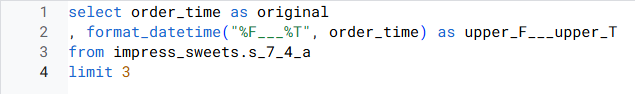 1 select order_time as original
2 , format_datetime("%F___%T", order_time) as upper_F___upper_T
3 from impress_sweets.s_7_4_a
4 limit 3